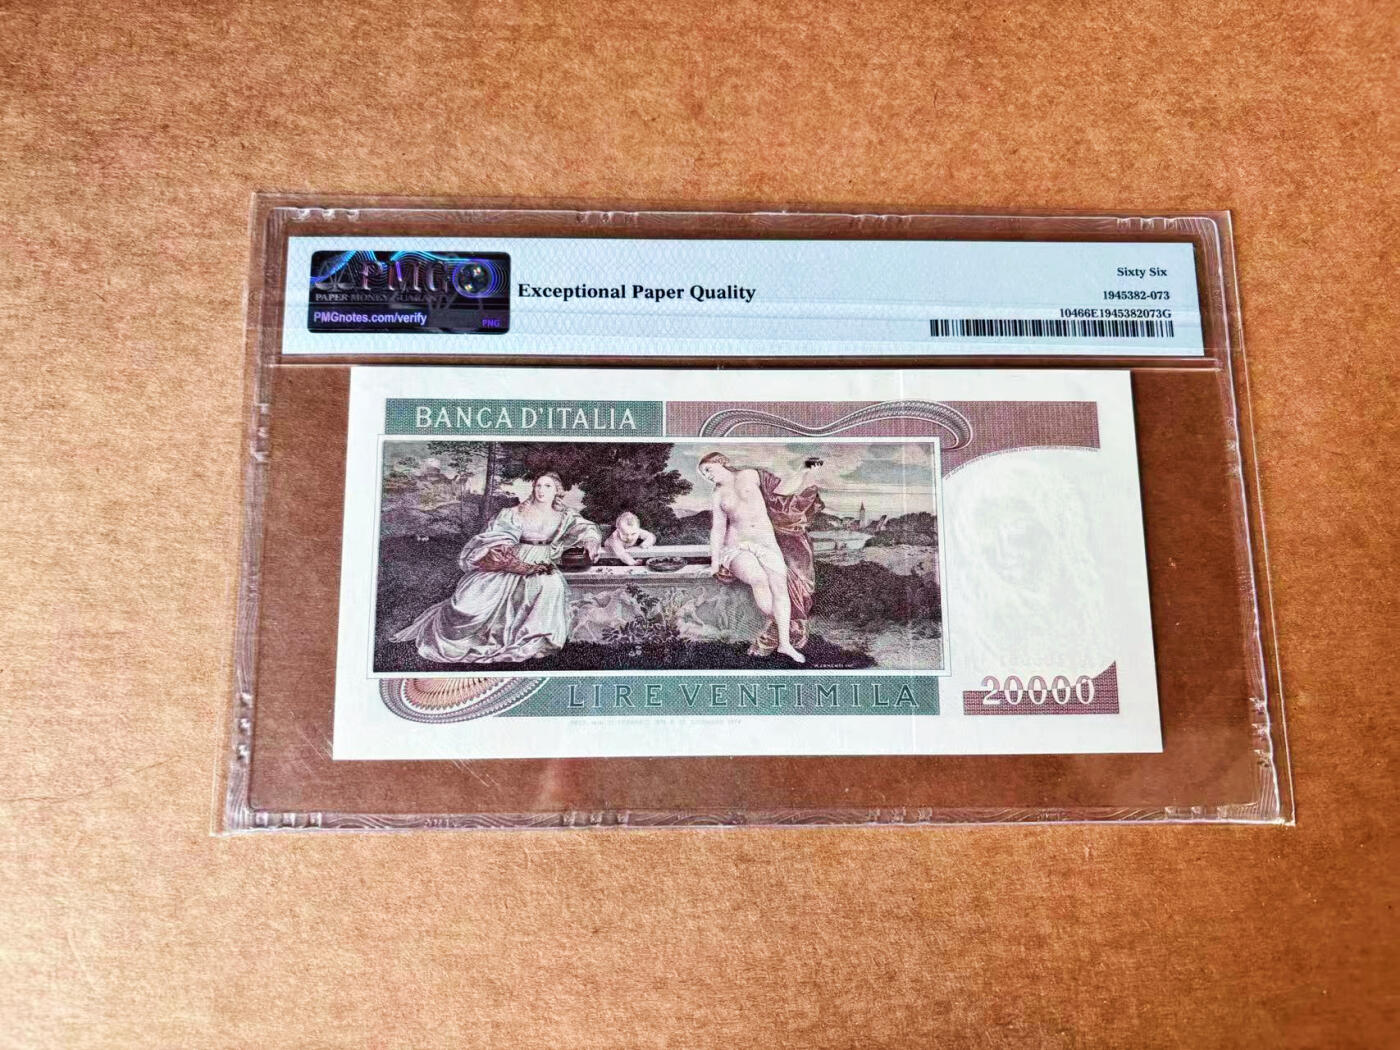 PMG
PAPER MONEY GUARANTY
PMGnotes.com/verify
PNG
Exceptional Paper Quality
Sixty Six
1945382-073
10466E1945382073G
BANCA D'ITALIA
LIRE VENTIMILA
20000